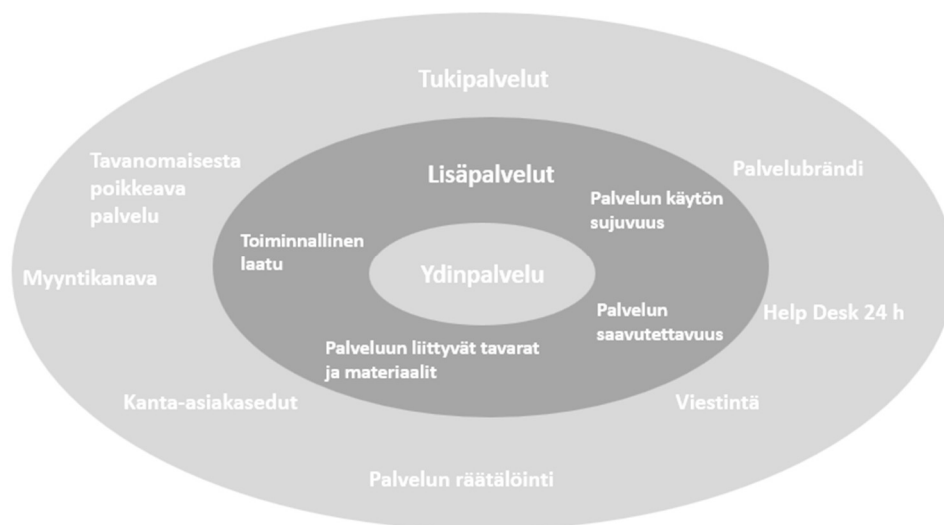 Tukipalvelut
Tavanomaisesta
poikkeava
palvelu
Palvelubrändi
Lisäpalvelut
Palvelun käytön
sujuvuus
Toiminnallinen
laatu
Ydinpalvelu
Myyntikanava
Help Desk 24 h
Palvelun
saavutettavuus
Palveluun liittyvät tavarat
ja materiaalit
Kanta-asiakasedut
Viestintä
Palvelun räätälöinti